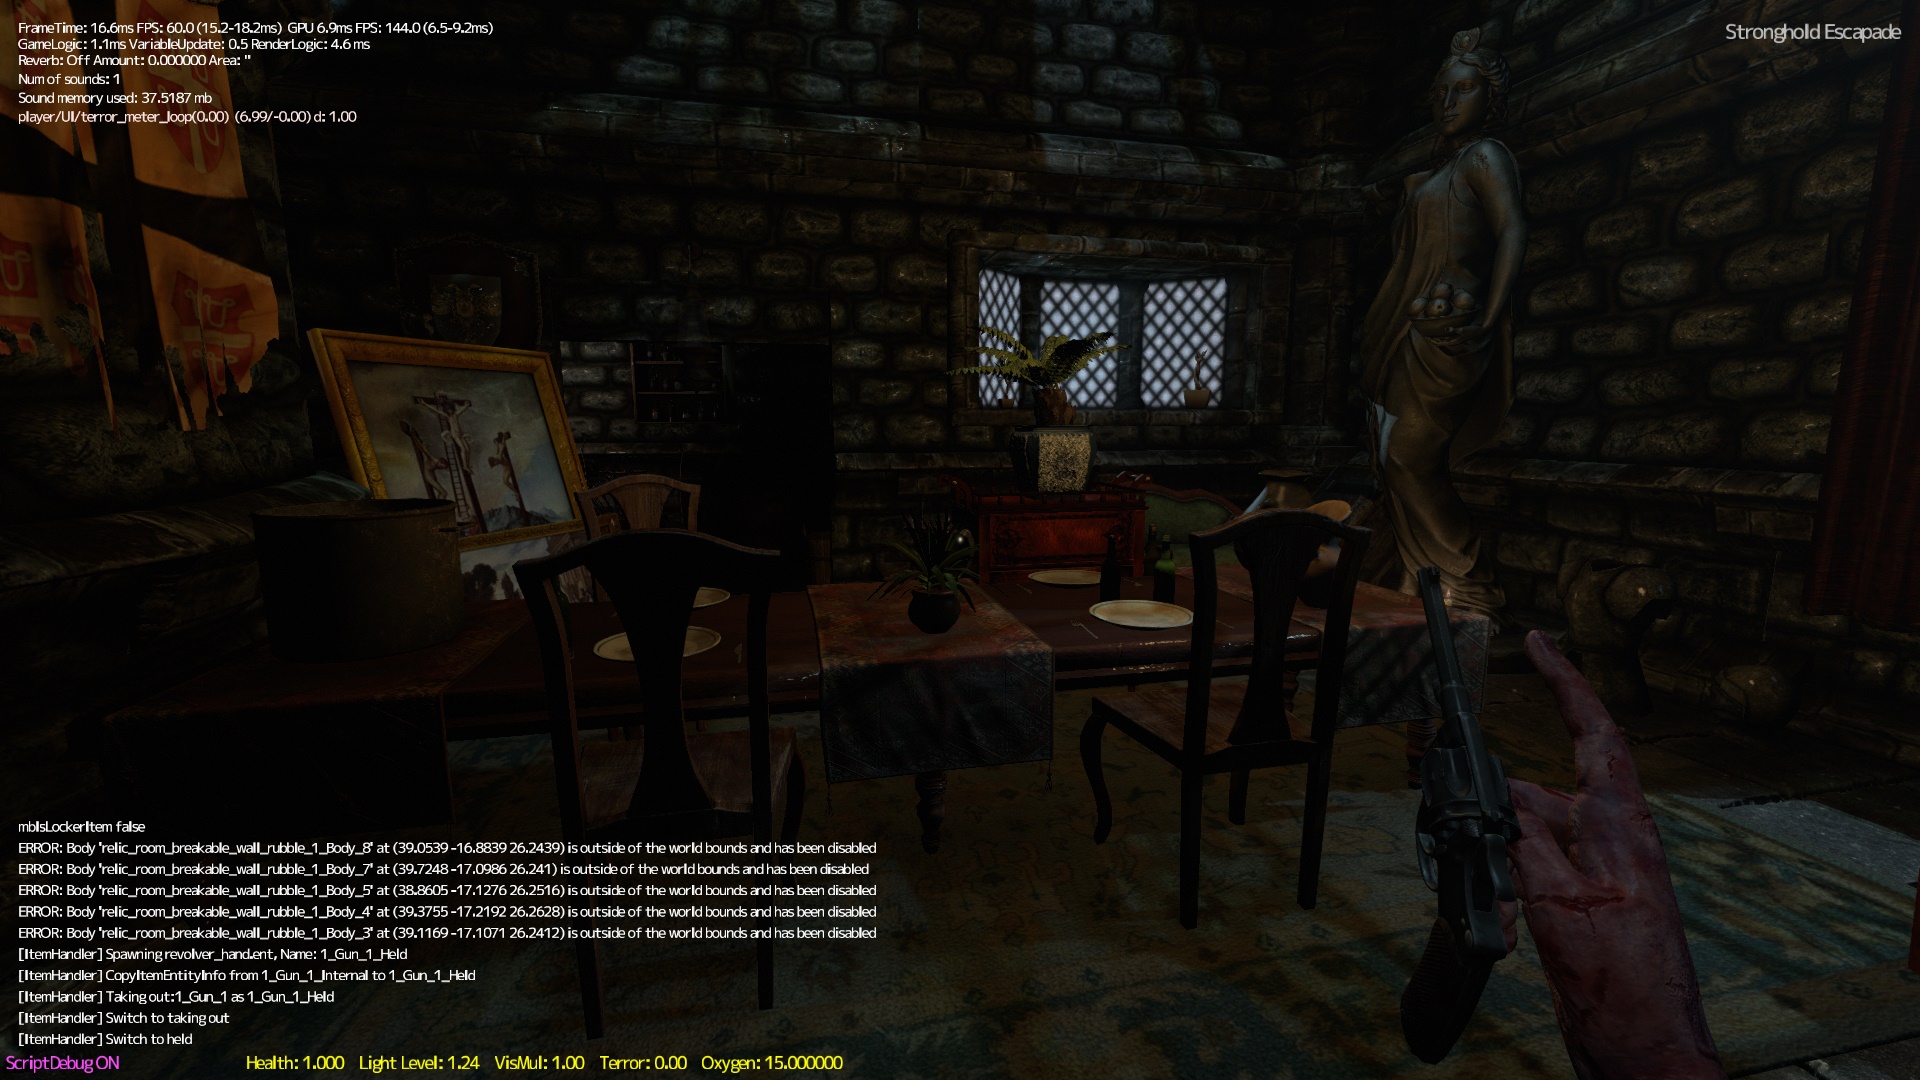 FrameTime: 16.6ms FPS: 60.0 (15.2-18.2ms)  GPU 6.9ms FPS: 144.0 (6.5-9.2ms)
Stronghold Escapade
GameLogic: 1.1ms VariableUpdate: 0.5 RenderLogic: 4.6 ms
Reverb: Off Amount: 0.000000 Area: ''
Num of sounds: 1
Sound memory used: 37.5187 mb
player/UI/terror_meter_loop(0.00)  (6.99/-0.00) d: 1.00
mbIsLockerItem false
ERROR: Body 'relic_room_breakable_wall_rubble_1_Body_8' at (39.0539 -16.8839 26.2439) is outside of the world bounds and has been disabled
ERROR: Body 'relic_room_breakable_wall_rubble_1_Body_7' at (39.7248 -17.0986 26.241) is outside of the world bounds and has been disabled
ERROR: Body 'relic_room_breakable_wall_rubble_1_Body_5' at (38.8605 -17.1276 26.2516) is outside of the world bounds and has been disabled
ERROR: Body 'relic_room_breakable_wall_rubble_1_Body_4' at (39.3755 -17.2192 26.2628) is outside of the world bounds and has been disabled
ERROR: Body 'relic_room_breakable_wall_rubble_1_Body_3' at (39.1169 -17.1071 26.2412) is outside of the world bounds and has been disabled
[ItemHandler] Spawning revolver_hand.ent, Name: 1_Gun_1_Held
[ItemHandler] CopyItemEntityInfo from 1_Gun_1_Internal to 1_Gun_1_Held
[ItemHandler] Taking out:1_Gun_1 as 1_Gun_1_Held
[ItemHandler] Switch to taking out
[ItemHandler] Switch to held
ScriptDebug ON Health: 1.000 Light Level: 1.24 VisMul: 1.00 Terror: 0.00 Oxygen: 15.000000